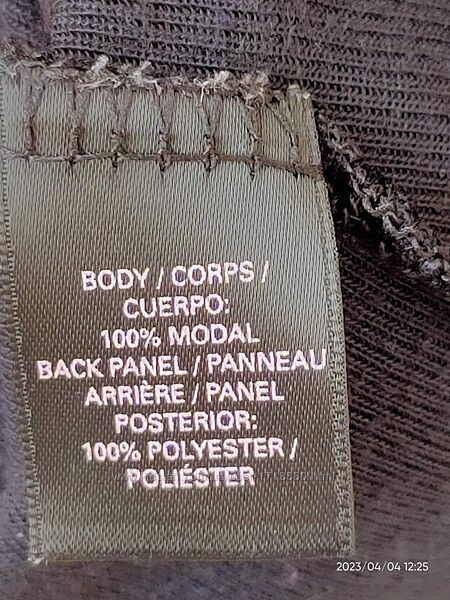 BODY / CORPS /
CUERPO:
100% MODAL
BACK PANEL / PANNEAU
ARRIÈRE / PANEL
POSTERIOR:
100% POLYESTER /
POLIÉSTER
2023/04/04 12:25